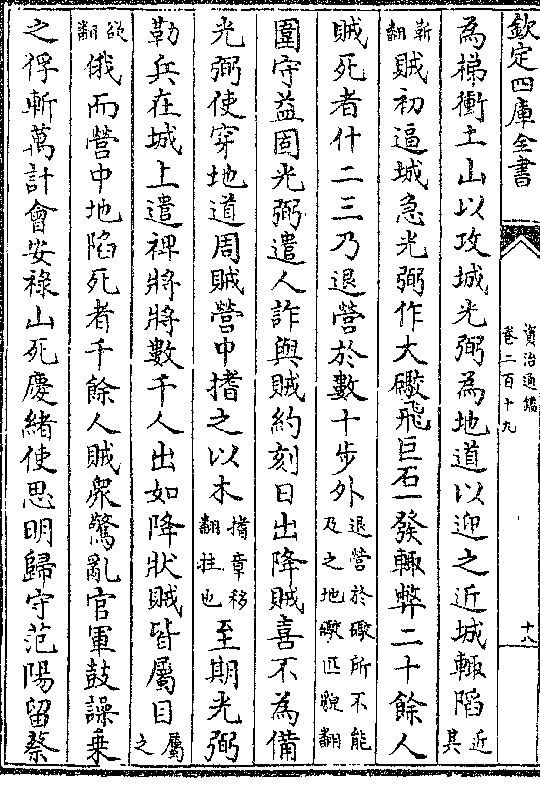 欽定四庫全書
資治通鑑
卷二百十九
十八
為梯衝土山以攻城光弼為地道以迎之近城輒陷近其
靳翻賊初逼城急光弼作大礮飛巨石一發輒斃二十餘人
賊死者什二三乃退營於數十步外退營於礮所不能及之地礮匹貌翻
圍守益固光弼遣人詐與賊約刻日出降賊喜不為備
光弼使穿地道周賊營中搘之以木搘章移翻拄也至期光弼
勒兵在城上遣裨將將數千人出如降狀賊皆屬目屬之
欲翻俄而營中地陷死者千餘人賊衆驚亂官軍鼓譟乗
之俘斬萬計會安祿山死慶緒使思明歸守范陽留蔡